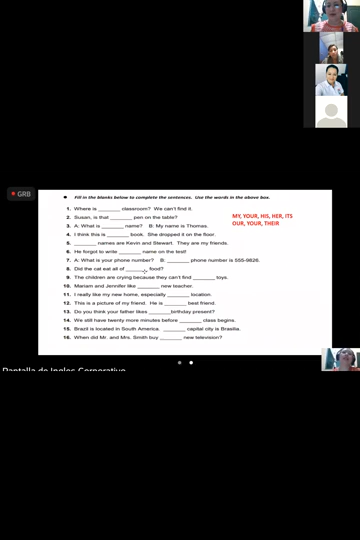 GRB
Fill in the blanks below to complete the sentences. Use the words in the above box.
1. Where is _______ classroom? We can't find it.
2. Susan, is that _______ pen on the table?
3. A: What is _______ name? B: My name is Thomas.
4. I think this is _______ book. She dropped it on the floor.
5. _______ names are Kevin and Stewart. They are my friends.
6. He forgot to write _______ name on the test!
7. A: What is your phone number? B: _______ phone number is 555-9826.
8. Did the cat eat all of _______ food?
9. The children are crying because they can't find _______ toys.
10. Mariam and Jennifer like _______ new teacher.
11. I really like my new home, especially _______ location.
12. This is a picture of my friend. He is _______ best friend.
13. Do you think your father likes _______birthday present?
14. We still have twenty more minutes before _______ class begins.
15. Brazil is located in South America. _______ capital city is Brasilia.
16. When did Mr. and Mrs. Smith buy _______ new television?
MY, YOUR, HIS, HER, ITS
OUR, YOUR, THEIR
Pantalla de Ingles Corporativo